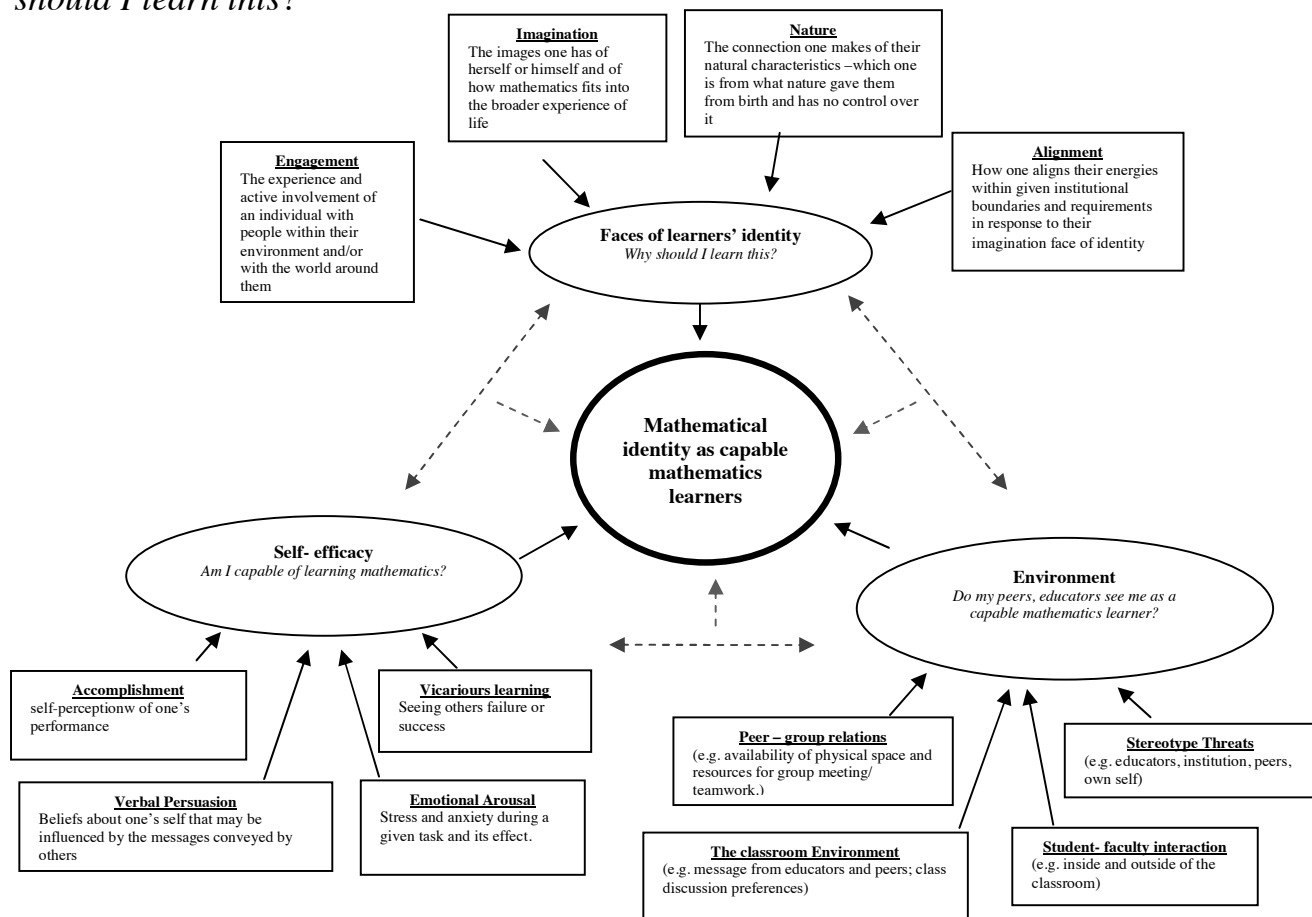 should I learn this?
Imagination
The images one has of
herself or himself and of
how mathematics fits into
the broader experience of
life
Nature
The connection one makes of their
natural characteristics –which one
is from what nature gave them
from birth and has no control over
it
Engagement
The experience and
active involvement of
an individual with
people within their
environment and/or
with the world around
them
Alignment
How one aligns their energies
within given institutional
boundaries and requirements
in response to their
imagination face of identity
Faces of learners’ identity
Why should I learn this?
Mathematical
identity as capable
mathematics
learners
Self- efficacy
Am I capable of learning mathematics?
Environment
Do my peers, educators see me as a
capable mathematics learner?
Accomplishment
self-perceptionw of one’s
performance
Vicariours learning
Seeing others failure or
success
Verbal Persuasion
Beliefs about one’s self that may be
influenced by the messages conveyed by
others
Emotional Arousal
Stress and anxiety during a
given task and its effect.
Peer – group relations
(e.g. availability of physical space and
resources for group meeting/
teamwork.)
Stereotype Threats
(e.g. educators, institution, peers,
own self)
The classroom Environment
(e.g. message from educators and peers; class
discussion preferences)
Student- faculty interaction
(e.g. inside and outside of the
classroom)